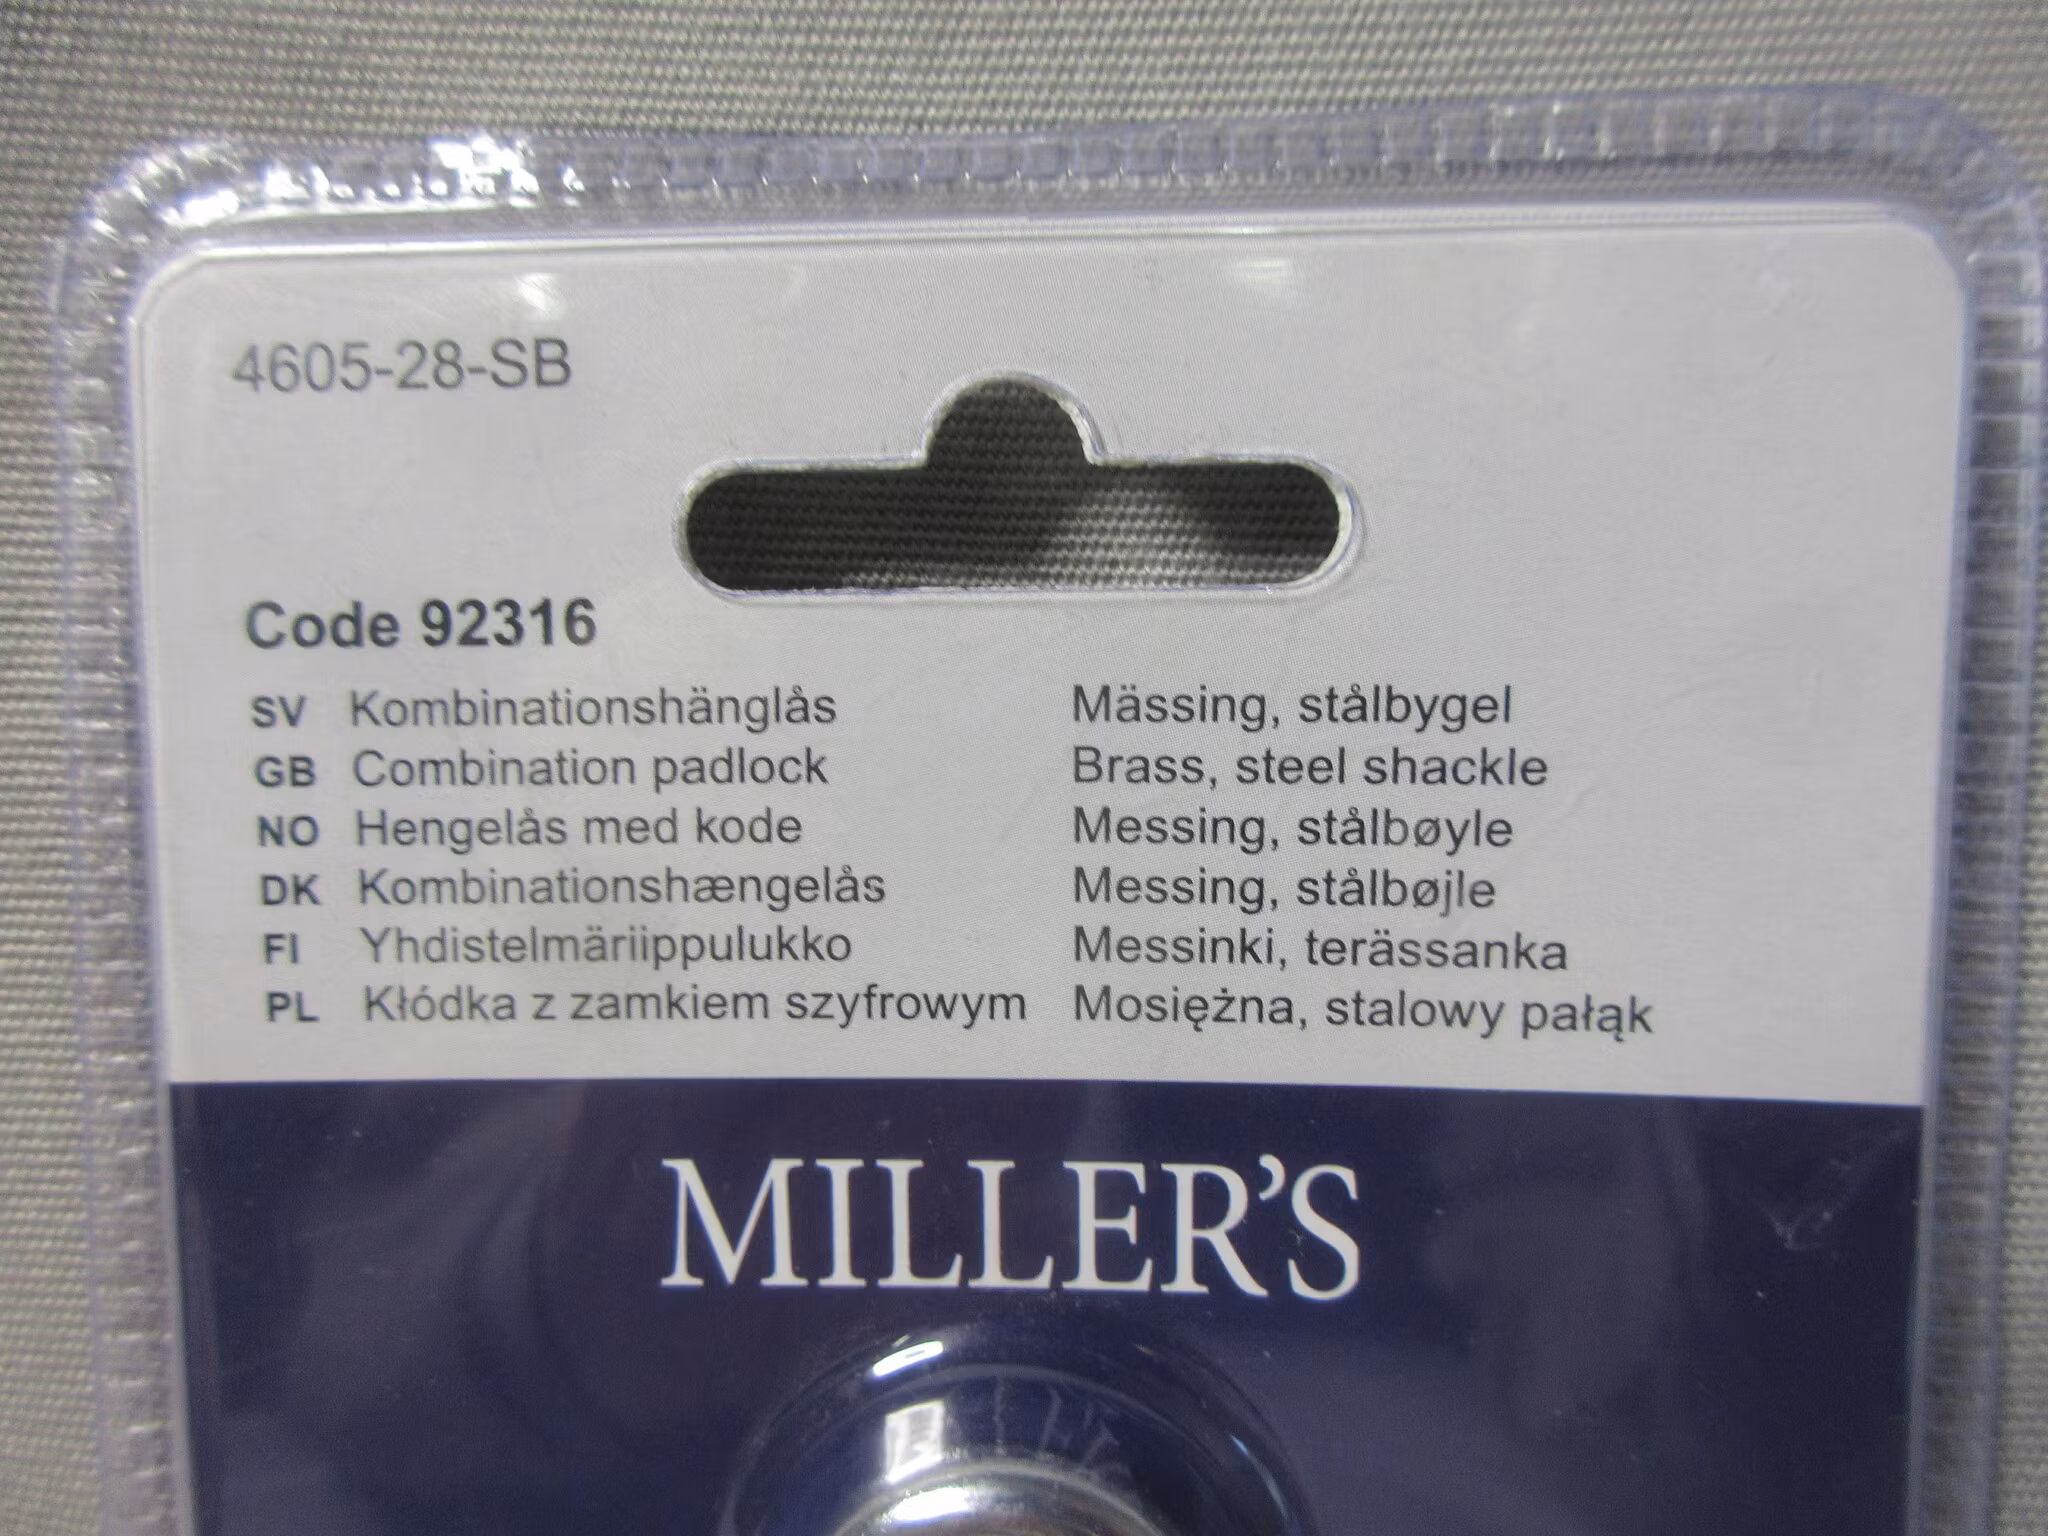 4605-28-SB
Code 92316
SV Kombinationshänglås Mässing, stålbygel
GB Combination padlock Brass, steel shackle
NO Hengelås med kode Messing, stålbøyle
DK Kombinationshængelås Messing, stålbøjle
FI Yhdistelmäriippulukko Messinki, terässanka
PL Kłódka z zamkiem szyfrowym Mosiężna, stalowy pałąk
MILLER’S